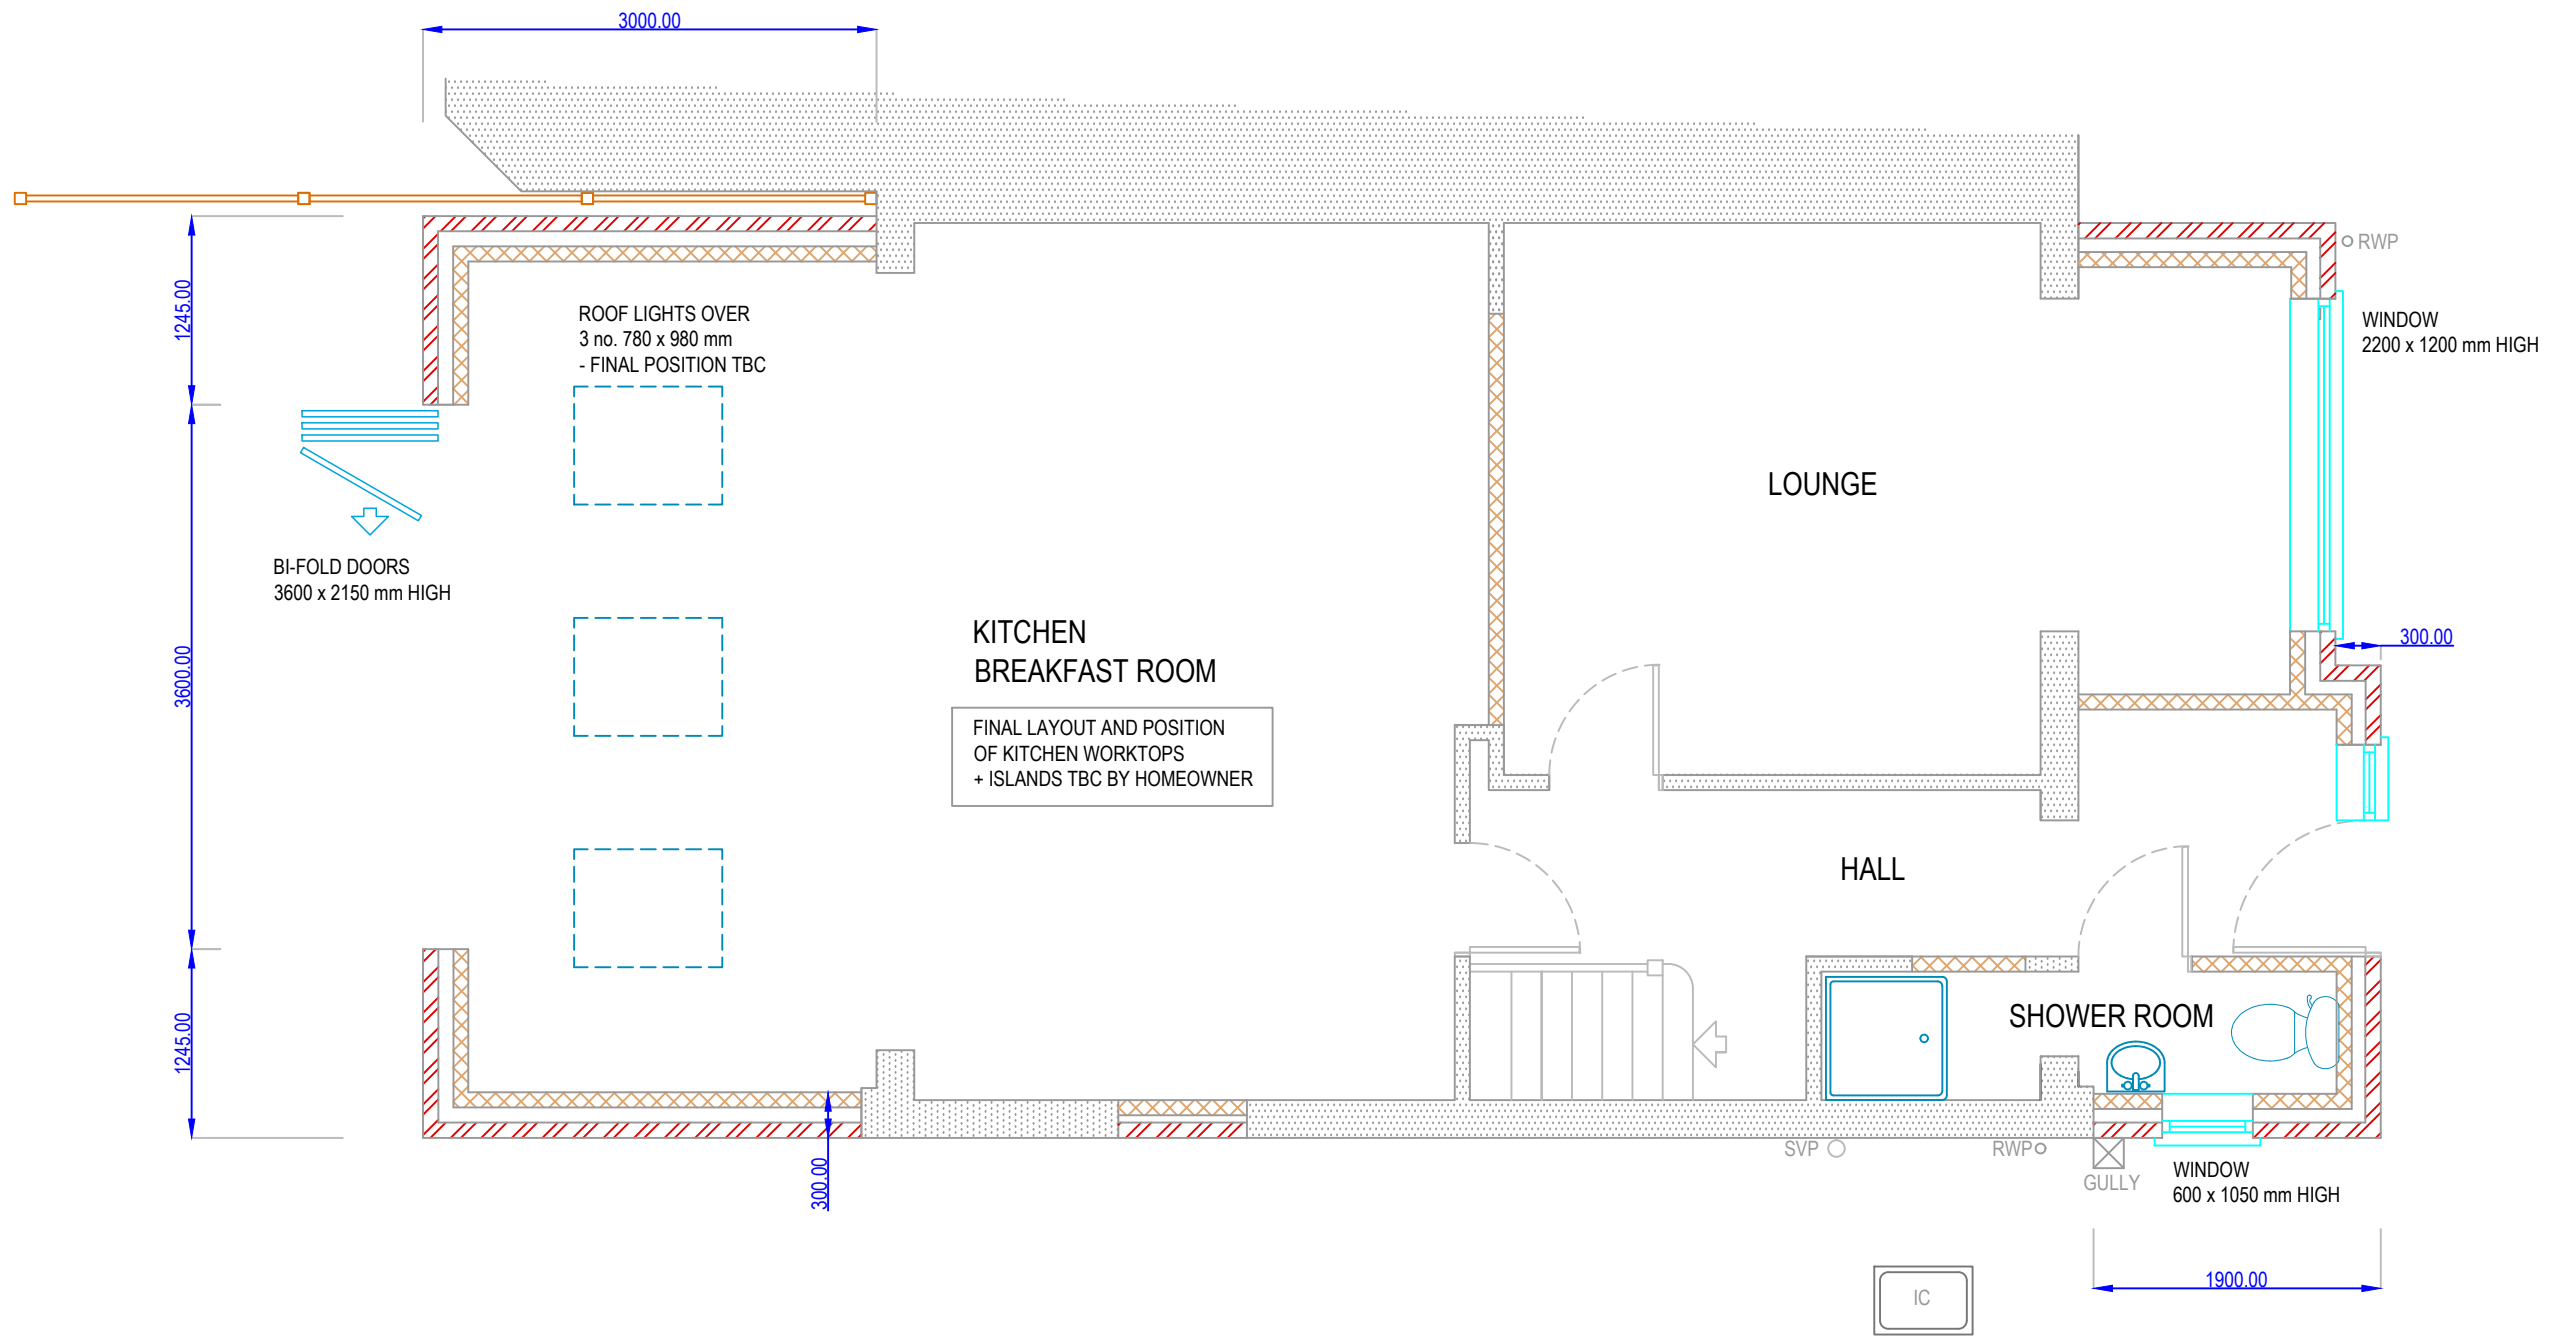 3000.00
RWP
1245.00
ROOF LIGHTS OVER
3 no. 780 x 980 mm
- FINAL POSITION TBC
WINDOW
2200 x 1200 mm HIGH
LOUNGE
BI-FOLD DOORS
3600 x 2150 mm HIGH
KITCHEN
BREAKFAST ROOM
300.00
3600.00
FINAL LAYOUT AND POSITION
OF KITCHEN WORKTOPS
+ ISLANDS TBC BY HOMEOWNER
HALL
SHOWER ROOM
1245.00
SVP
RWP
GULLY
WINDOW
600 x 1050 mm HIGH
300.00
1900.00
IC